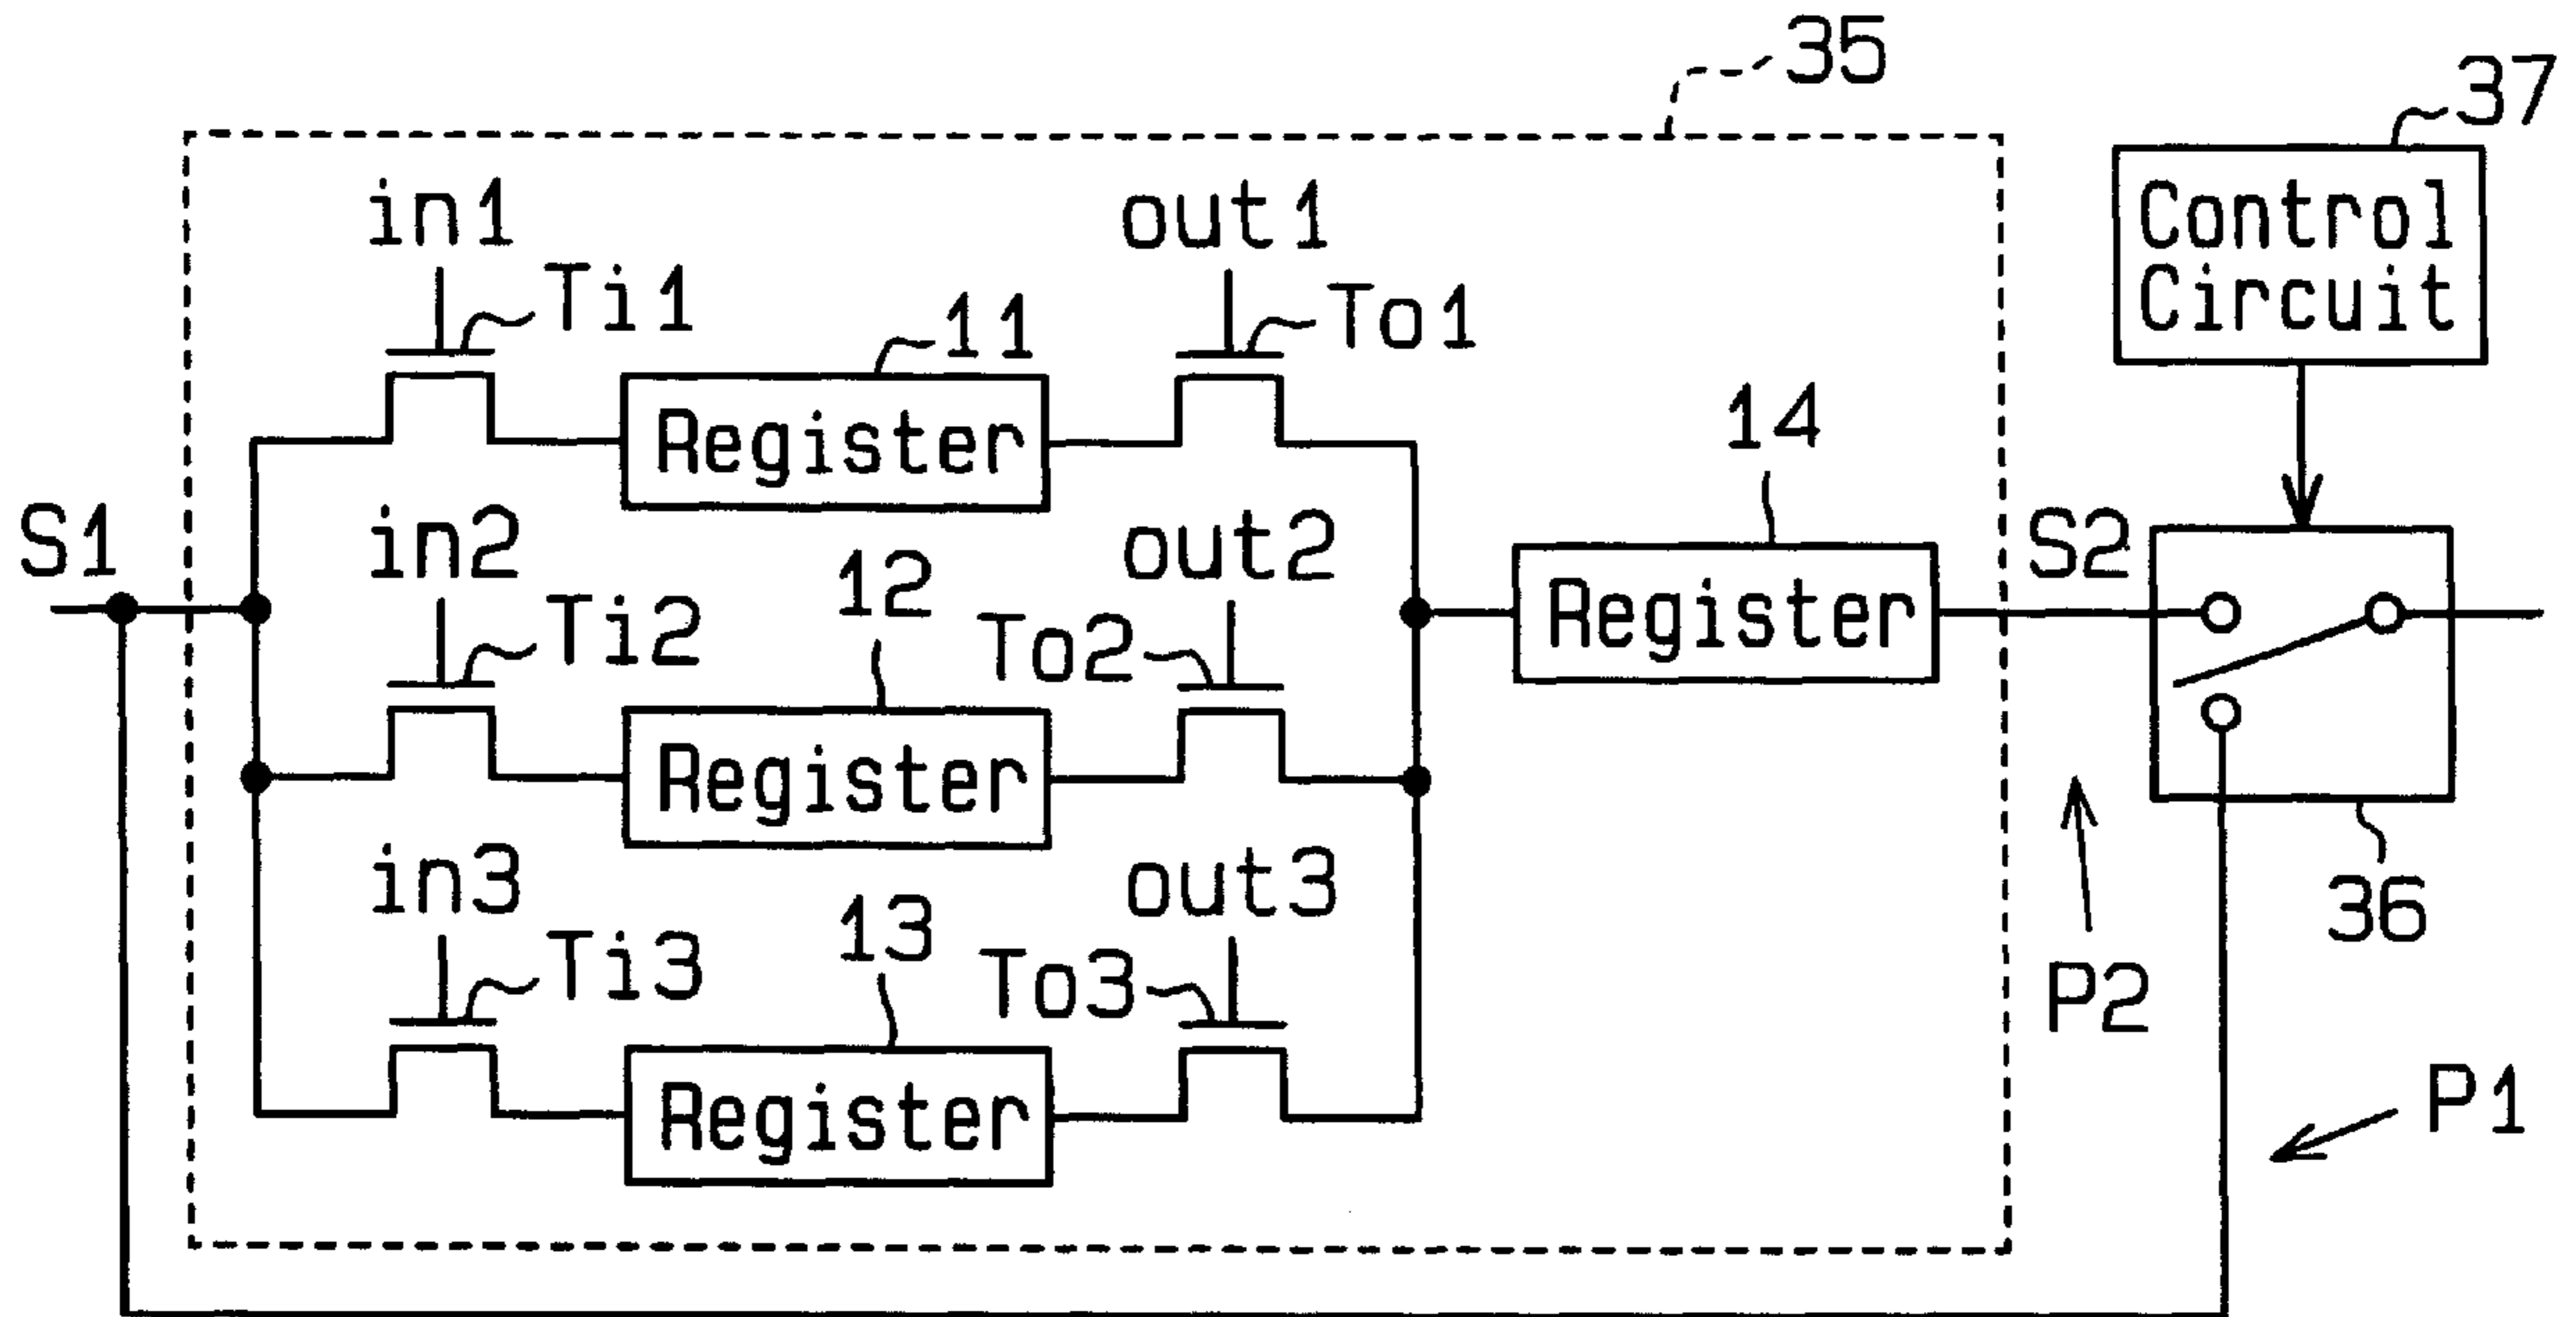 35
37
Control
Circuit
in1
out1
Ti1
To1
11
Register
14
S1
in2
out2
S2
12
Ti2
To2
Register
Register
in3
out3
36
13
Ti3
To3
P2
Register
P1